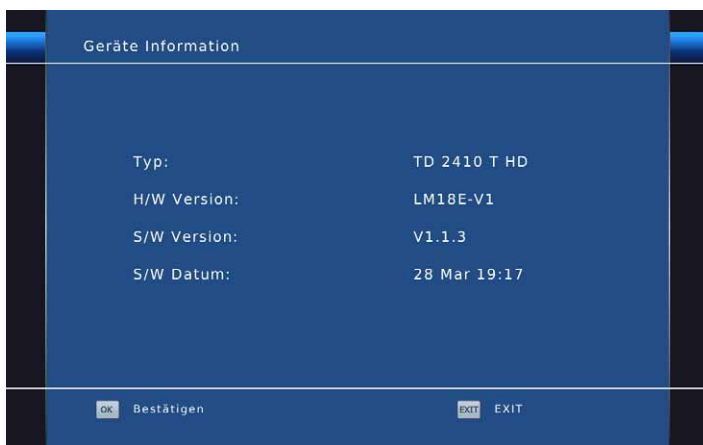 Geräte Information
Typ: TD 2410 T HD
H/W Version: LM18E-V1
S/W Version: V1.1.3
S/W Datum: 28 Mar 19:17
OK Bestätigen EXIT EXIT